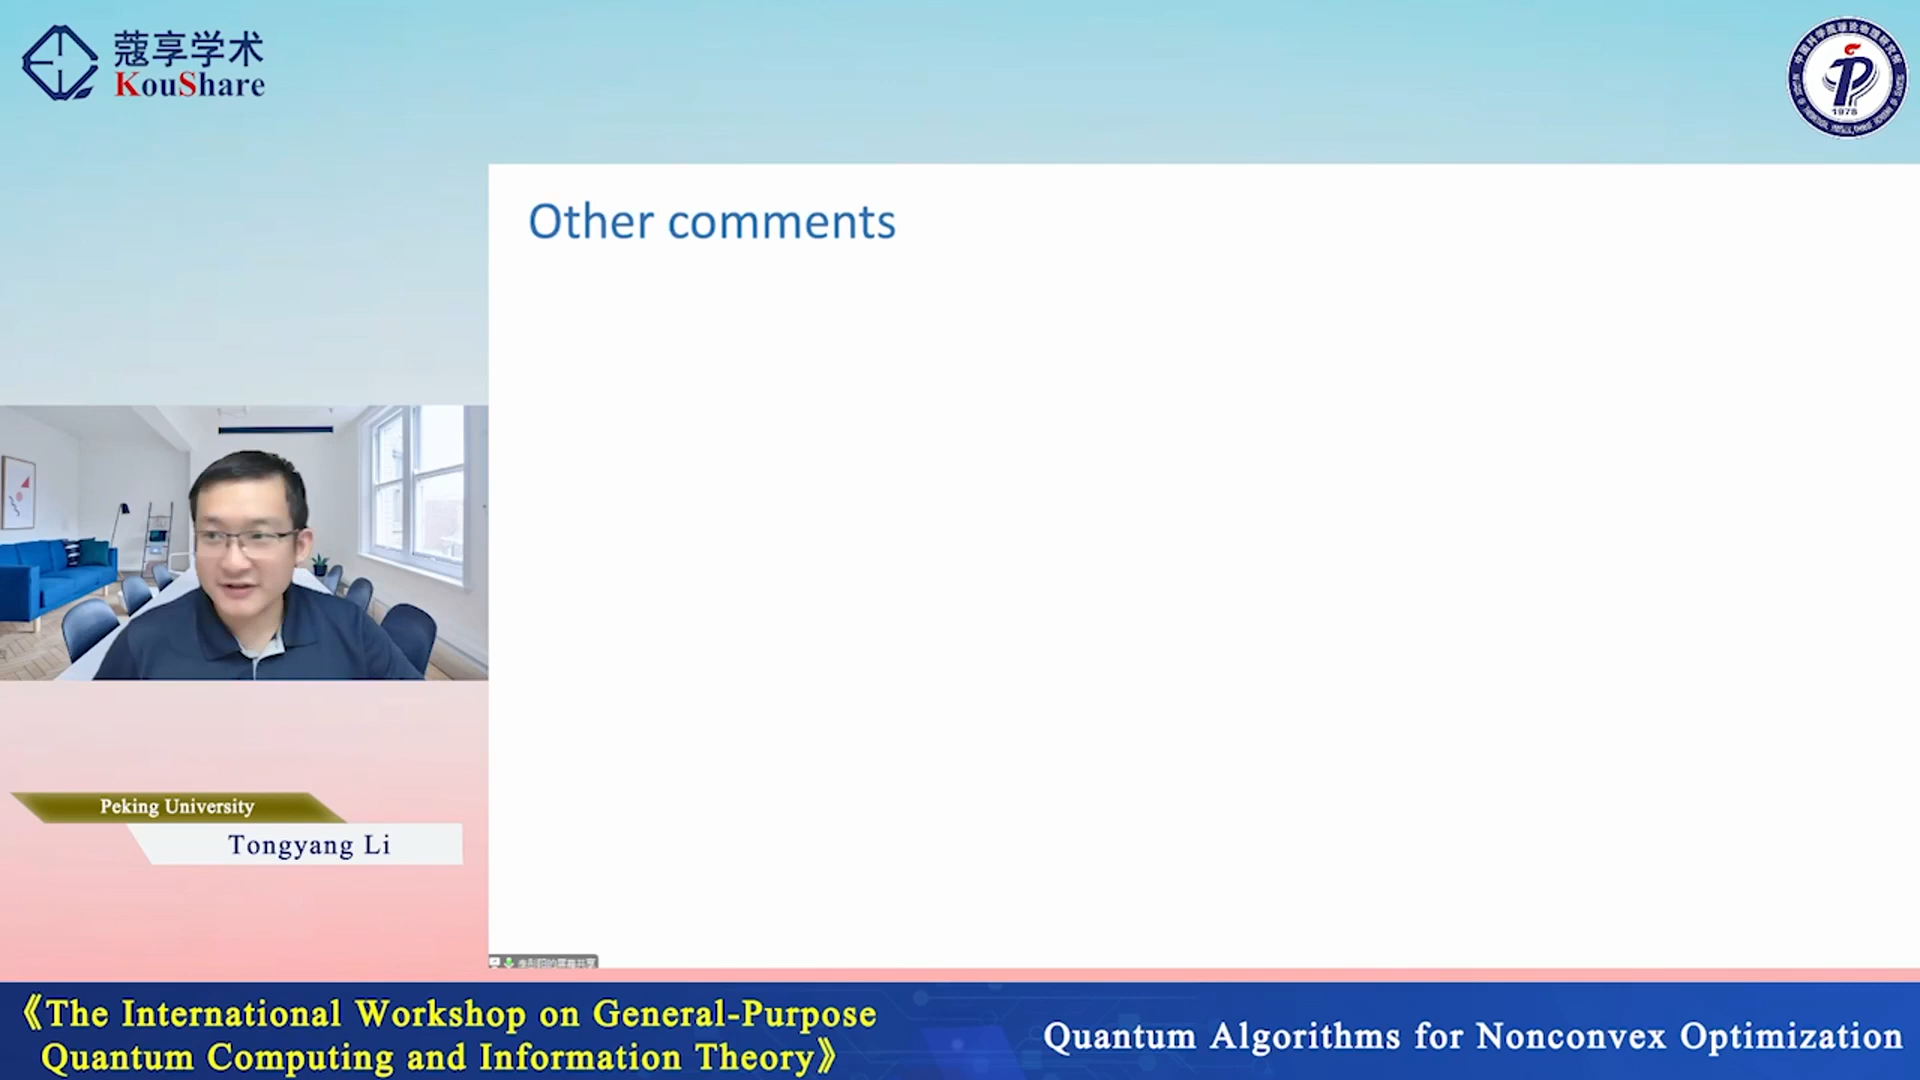 蔻享学术
KouShare
1978
Other comments
Peking University
Tongyang Li
《The International Workshop on General-Purpose
Quantum Computing and Information Theory》
Quantum Algorithms for Nonconvex Optimization